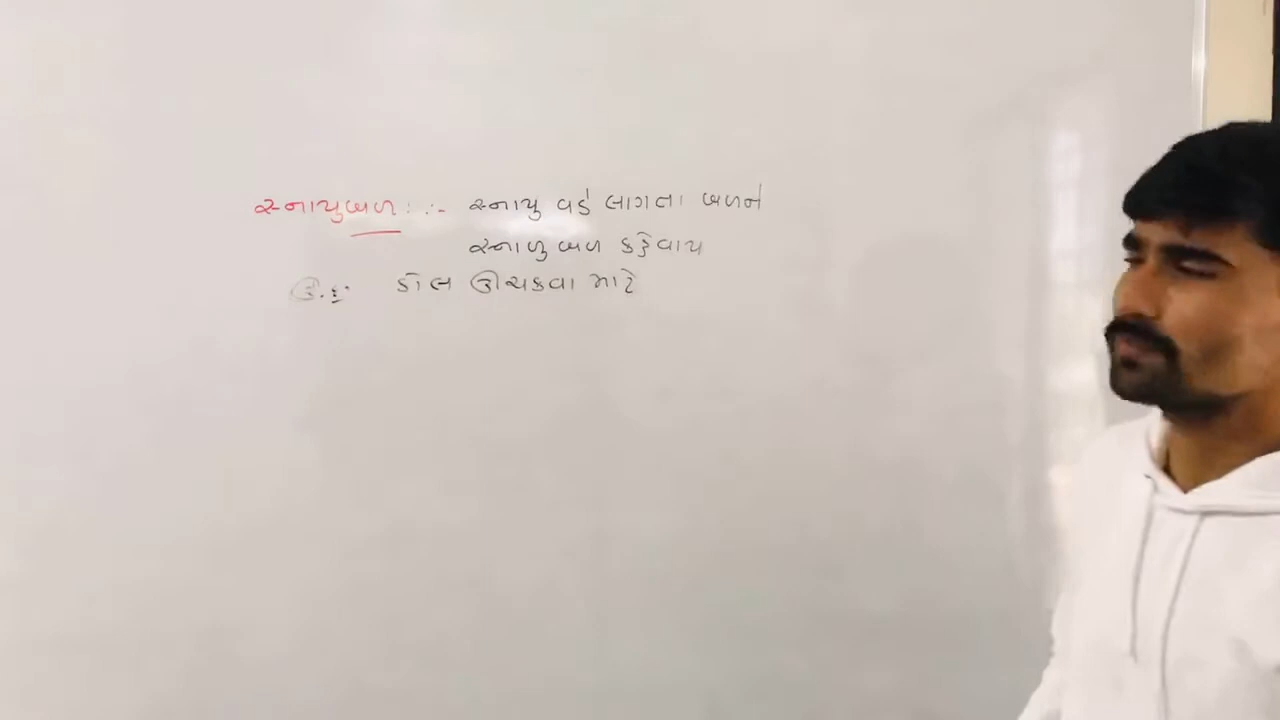 સ્નાયુબળ :-  સ્નાયુ વડે લાગતા બળને
સ્નાયુ બળ કહેવાય
ઉ.દા. ડોલ ઊંચકવા માટે